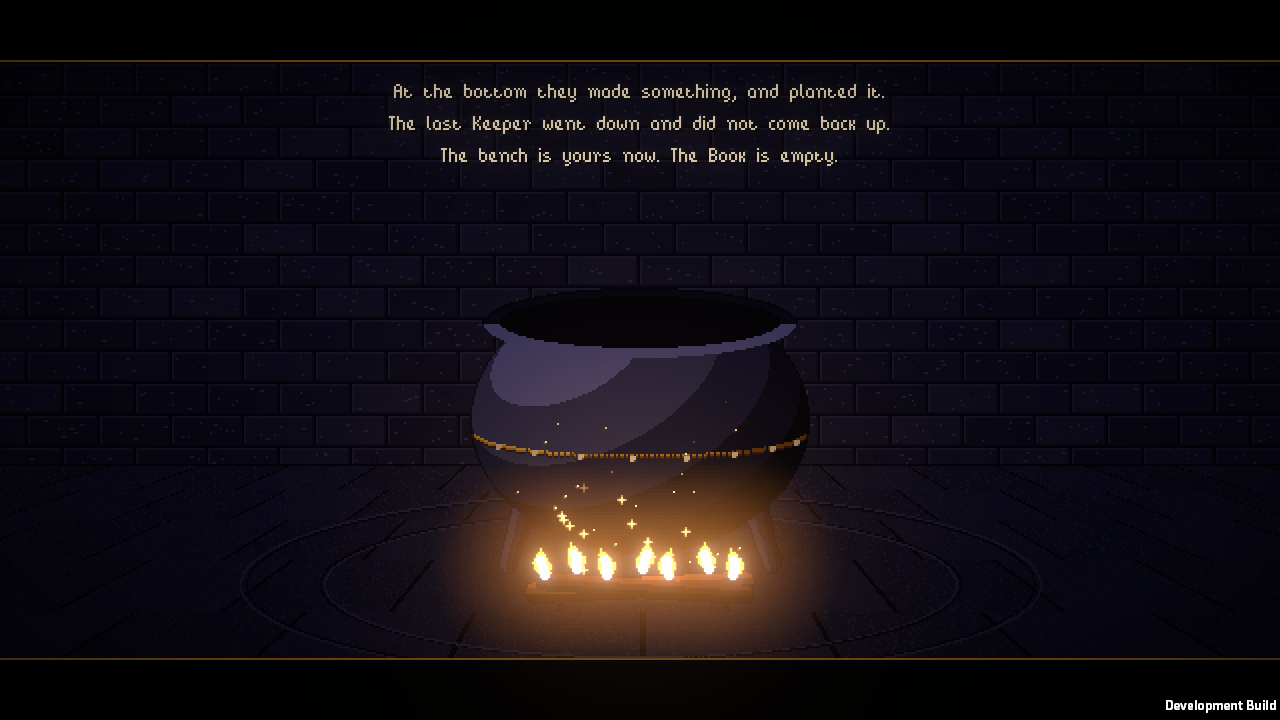 At the bottom they made something, and planted it.
The last Keeper went down and did not come back up.
The bench is yours now. The Book is empty.
Development Build